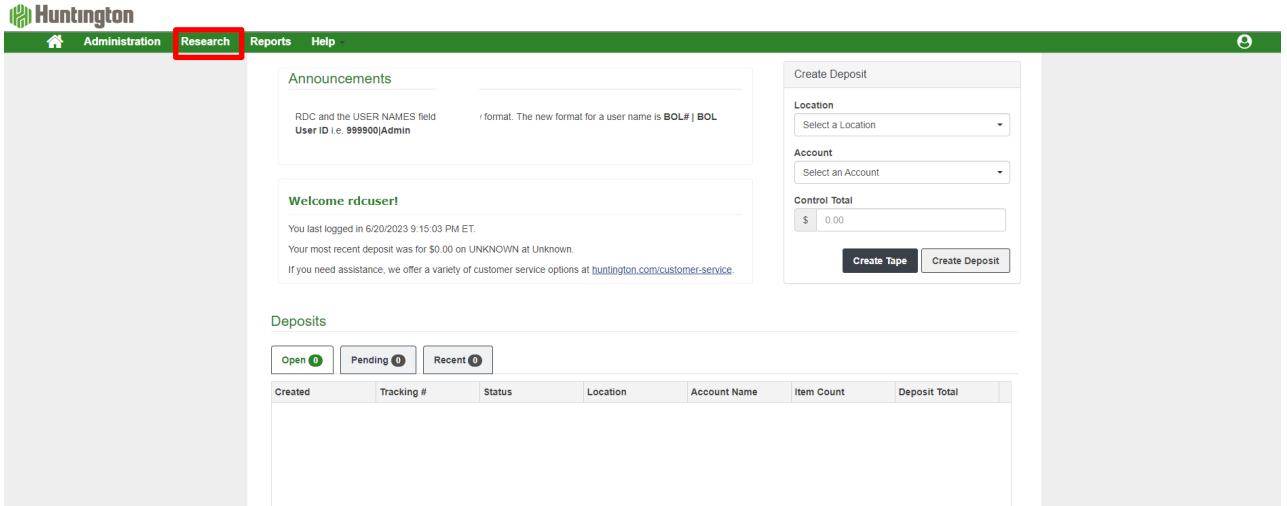 Huntington
Administration Research Reports Help
Announcements
RDC and the USER NAMES field format. The new format for a user name is BOL# | BOL
User ID i.e. 999900|Admin
Welcome rdcuser!
You last logged in 6/20/2023 9:15:03 PM ET.
Your most recent deposit was for $0.00 on UNKNOWN at Unknown.
If you need assistance, we offer a variety of customer service options at huntington.com/customer-service.
Create Deposit
Location
Select a Location
Account
Select an Account
Control Total
$ 0.00
Create Tape Create Deposit
Deposits
Open 0 Pending 0 Recent 0
Created Tracking # Status Location Account Name Item Count Deposit Total